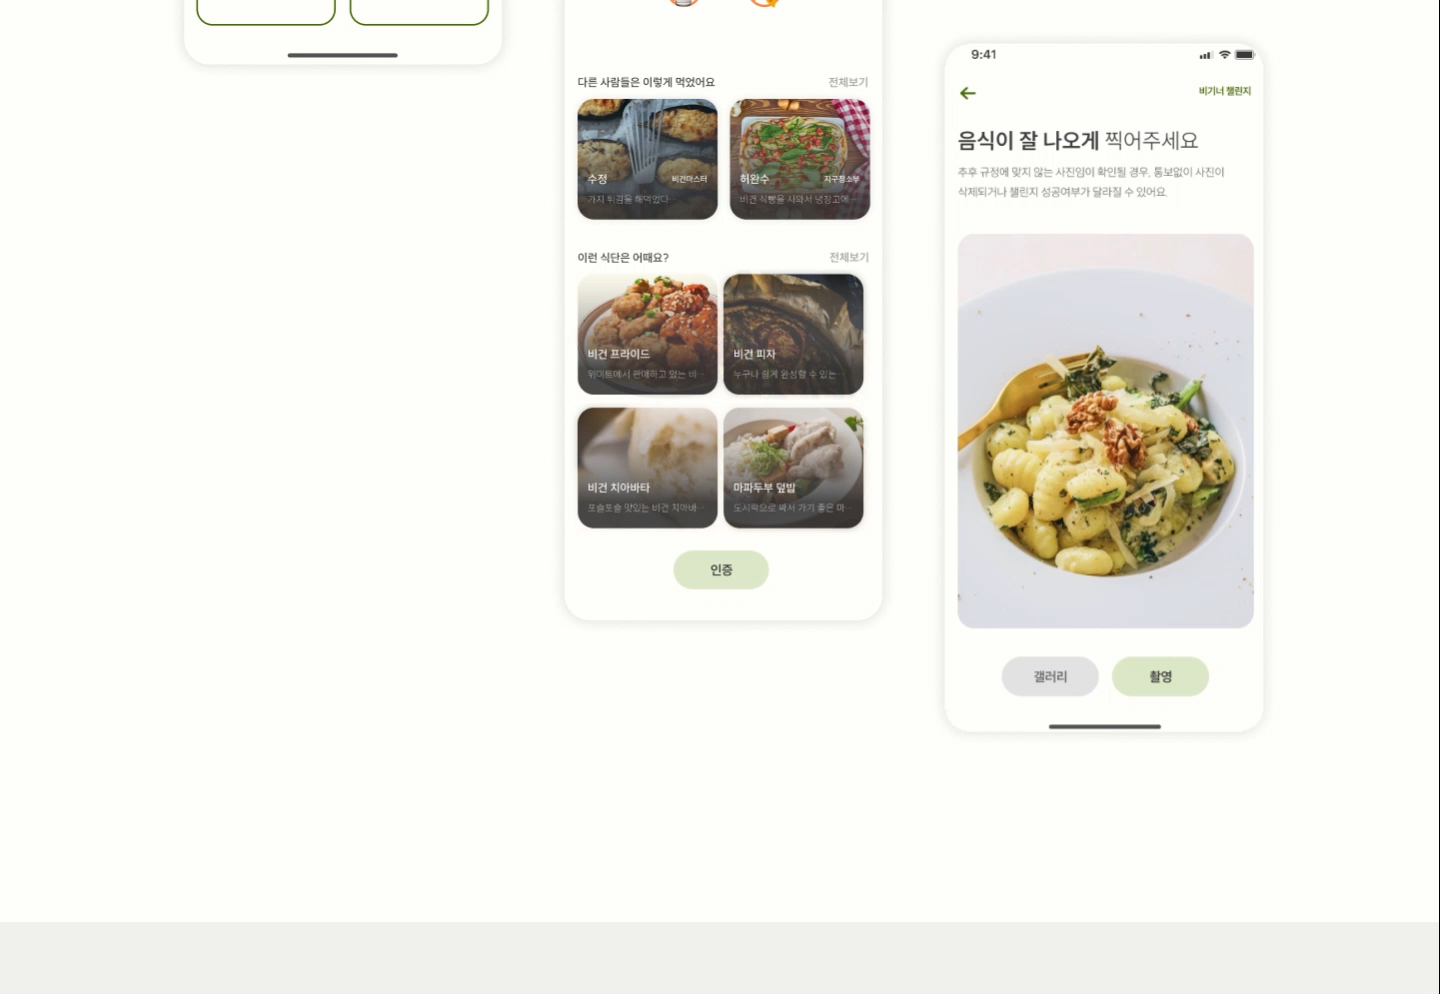 다른 사람들은 이렇게 먹었어요 전체보기
수정 비건마스터
가지 튀김을 해먹었다…
허완수 지구청소부
비건 식빵을 사와서 냉장고에…
이런 식단은 어때요? 전체보기
비건 프라이드
위미트에서 판매하고 있는 비…
비건 피자
누구나 쉽게 완성할 수 있는…
비건 치아바타
포슬포슬 맛있는 비건 치아바…
마파두부 덮밥
도시락으로 싸서 가기 좋은 마…
인증
9:41
비기너 챌린지
음식이 잘 나오게 찍어주세요
추후 규정에 맞지 않는 사진임이 확인될 경우, 통보없이 사진이
삭제되거나 챌린지 성공여부가 달라질 수 있어요.
갤러리 촬영